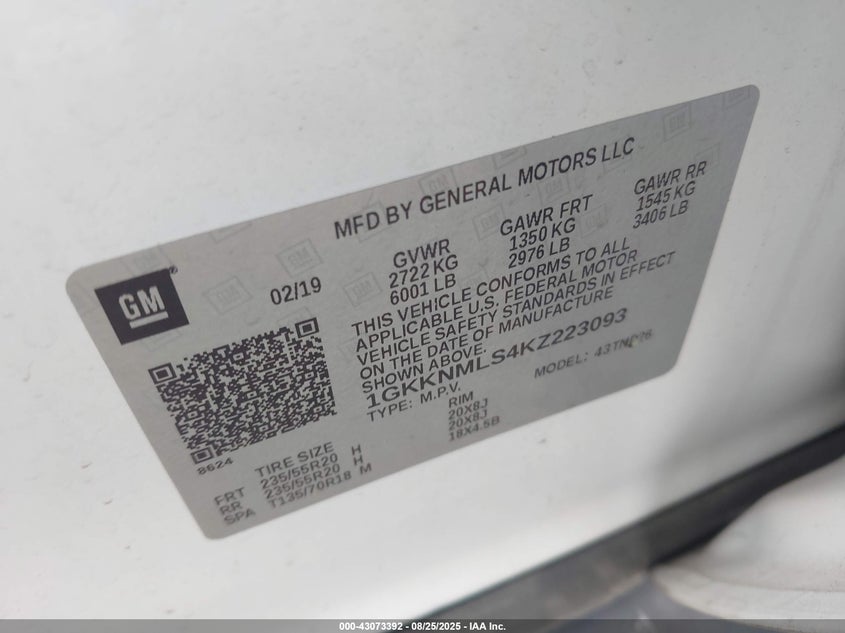 MFD BY GENERAL MOTORS LLC
GM
02/19
GVWR GAWR FRT GAWR RR
2722 KG 1350 KG 1545 KG
6001 LB 2976 LB 3406 LB
THIS VEHICLE CONFORMS TO ALL
APPLICABLE U.S. FEDERAL MOTOR
VEHICLE SAFETY STANDARDS IN EFFECT
ON THE DATE OF MANUFACTURE
SHOWN ABOVE.
1GKKNMLS4KZ223093
TYPE: M.P.V. MODEL:
8624
TIRE SIZE RIM
FRT 235/55R20 H 20X8J
RR 235/55R20 H 20X8J
SPA T135/70R18 M 18X4.5B
000-43073392 - 08/25/2025 - IAA Inc.